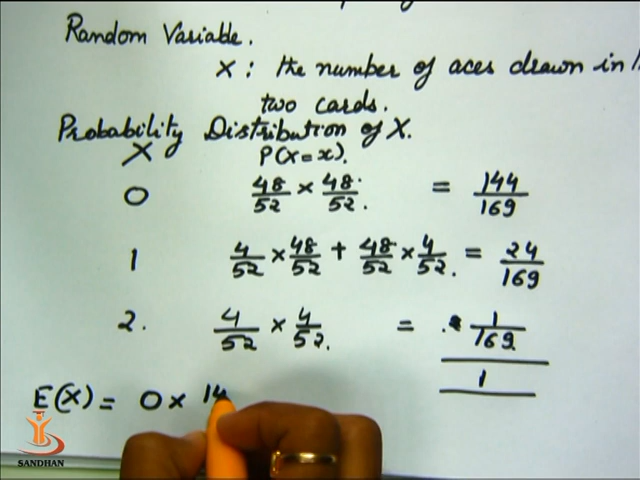 Random Variable.
X : the number of aces drawn in
two cards.
Probability Distribution of X.
X P(X=x).
0 48/52 × 48/52. = 144/169
1 4/52 × 48/52 + 48/52 × 4/52. = 24/169
2. 4/52 × 4/52. = 1/169.
1
E(X) = 0 × 14
SANDHAN